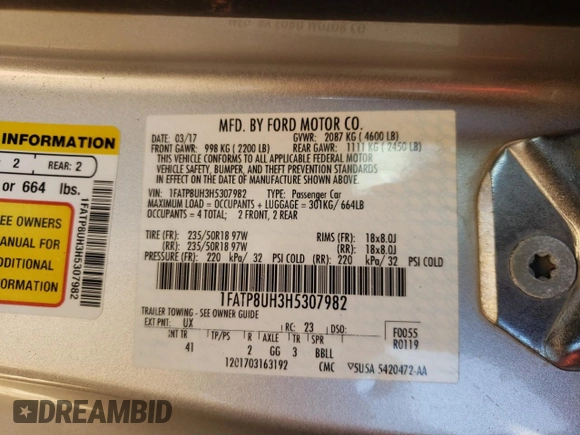 INFORMATION
2
REAR: 2
or 664 lbs.
SEE OWNERS
MANUAL FOR
ADDITIONAL
INFORMATION
1FATP8UH3H5307982
MFD. BY FORD MOTOR CO.
DATE: 03/17
GVWR: 2087 KG ( 4600 LB)
FRONT GAWR: 998 KG ( 2200 LB)
REAR GAWR: 1111 KG ( 2450 LB)
THIS VEHICLE CONFORMS TO ALL APPLICABLE FEDERAL MOTOR
VEHICLE SAFETY, BUMPER, AND THEFT PREVENTION STANDARDS
IN EFFECT ON THE DATE OF MANUFACTURE SHOWN ABOVE.
VIN: 1FATP8UH3H5307982
TYPE: Passenger Car
MAXIMUM LOAD = OCCUPANTS + LUGGAGE = 301KG/ 664LB
OCCUPANTS = 4 TOTAL; 2 FRONT, 2 REAR
TIRE (FR): 235/50R18 97W
RIMS (FR): 18x8.0J
(RR): 235/50R18 97W
(RR): 18x8.0J
PRESSURE (FR): 220 kPa/ 32 PSI COLD
(RR): 220 kPa/32 PSI COLD
1FATP8UH3H5307982
TRAILER TOWING - SEE OWNER GUIDE
EXT PNT: UX
RC: 23
DSO:
F0055
R0119
INT TR
TP/PS
R
AXLE
TR
SPR
41
2
GG
3
BBLL
1201703163192
CMC
5U5A 5420472-AA
DREAMBID